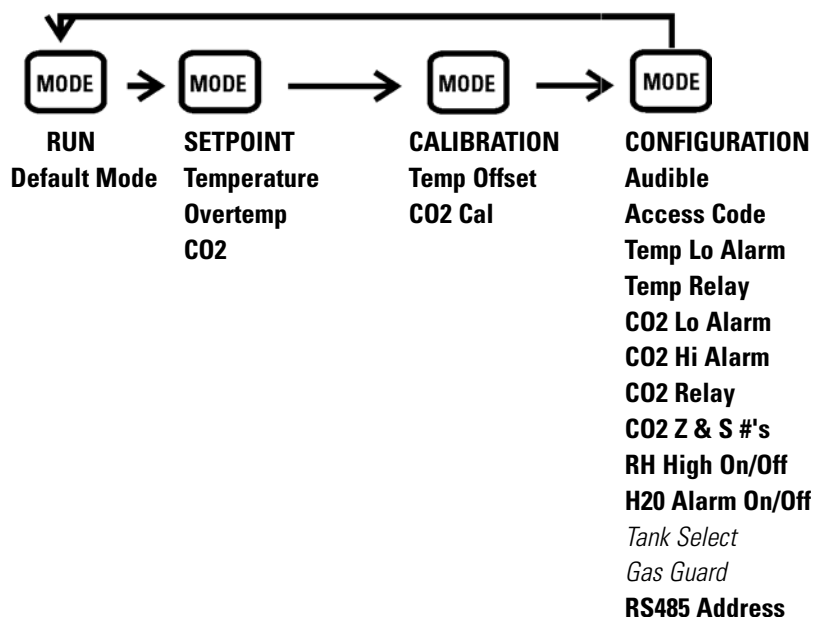 MODE
MODE
MODE
MODE
RUN
Default Mode
SETPOINT
Temperature
Overtemp
CO2
CALIBRATION
Temp Offset
CO2 Cal
CONFIGURATION
Audible
Access Code
Temp Lo Alarm
Temp Relay
CO2 Lo Alarm
CO2 Hi Alarm
CO2 Relay
CO2 Z & S #'s
RH High On/Off
H20 Alarm On/Off
Tank Select
Gas Guard
RS485 Address